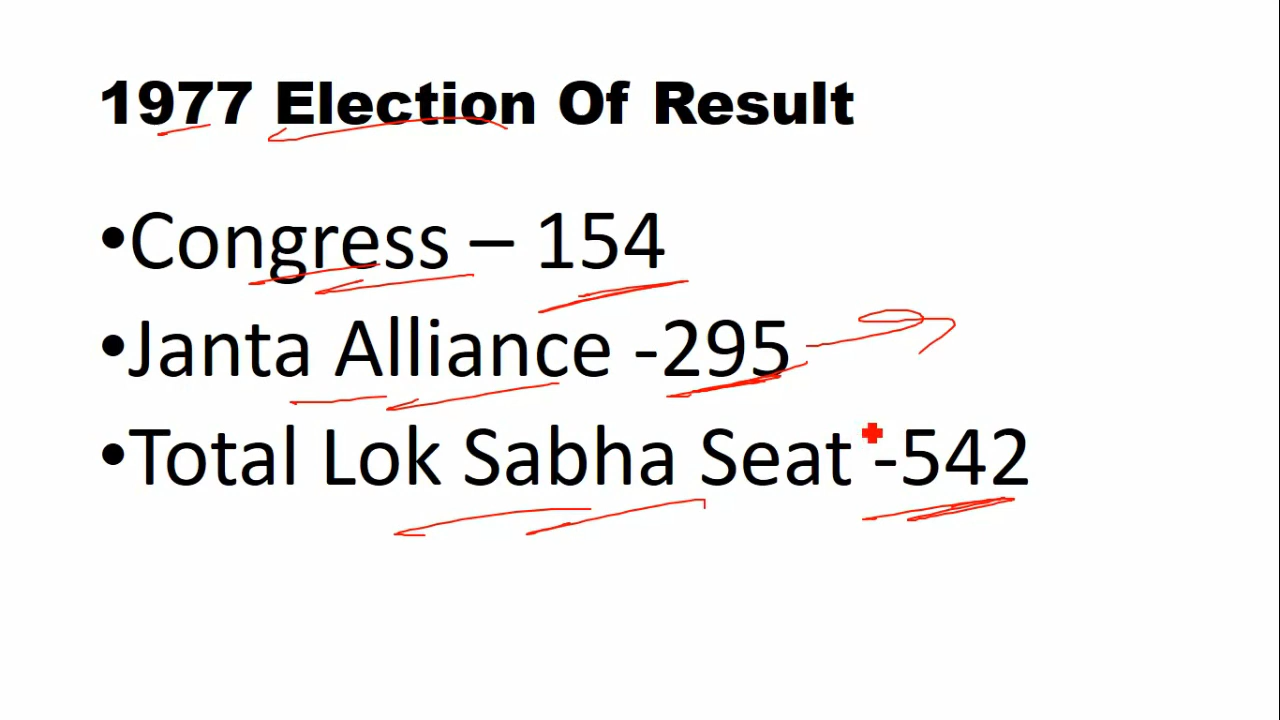 1977 Election Of Result
•Congress – 154
•Janta Alliance -295
•Total Lok Sabha Seat -542